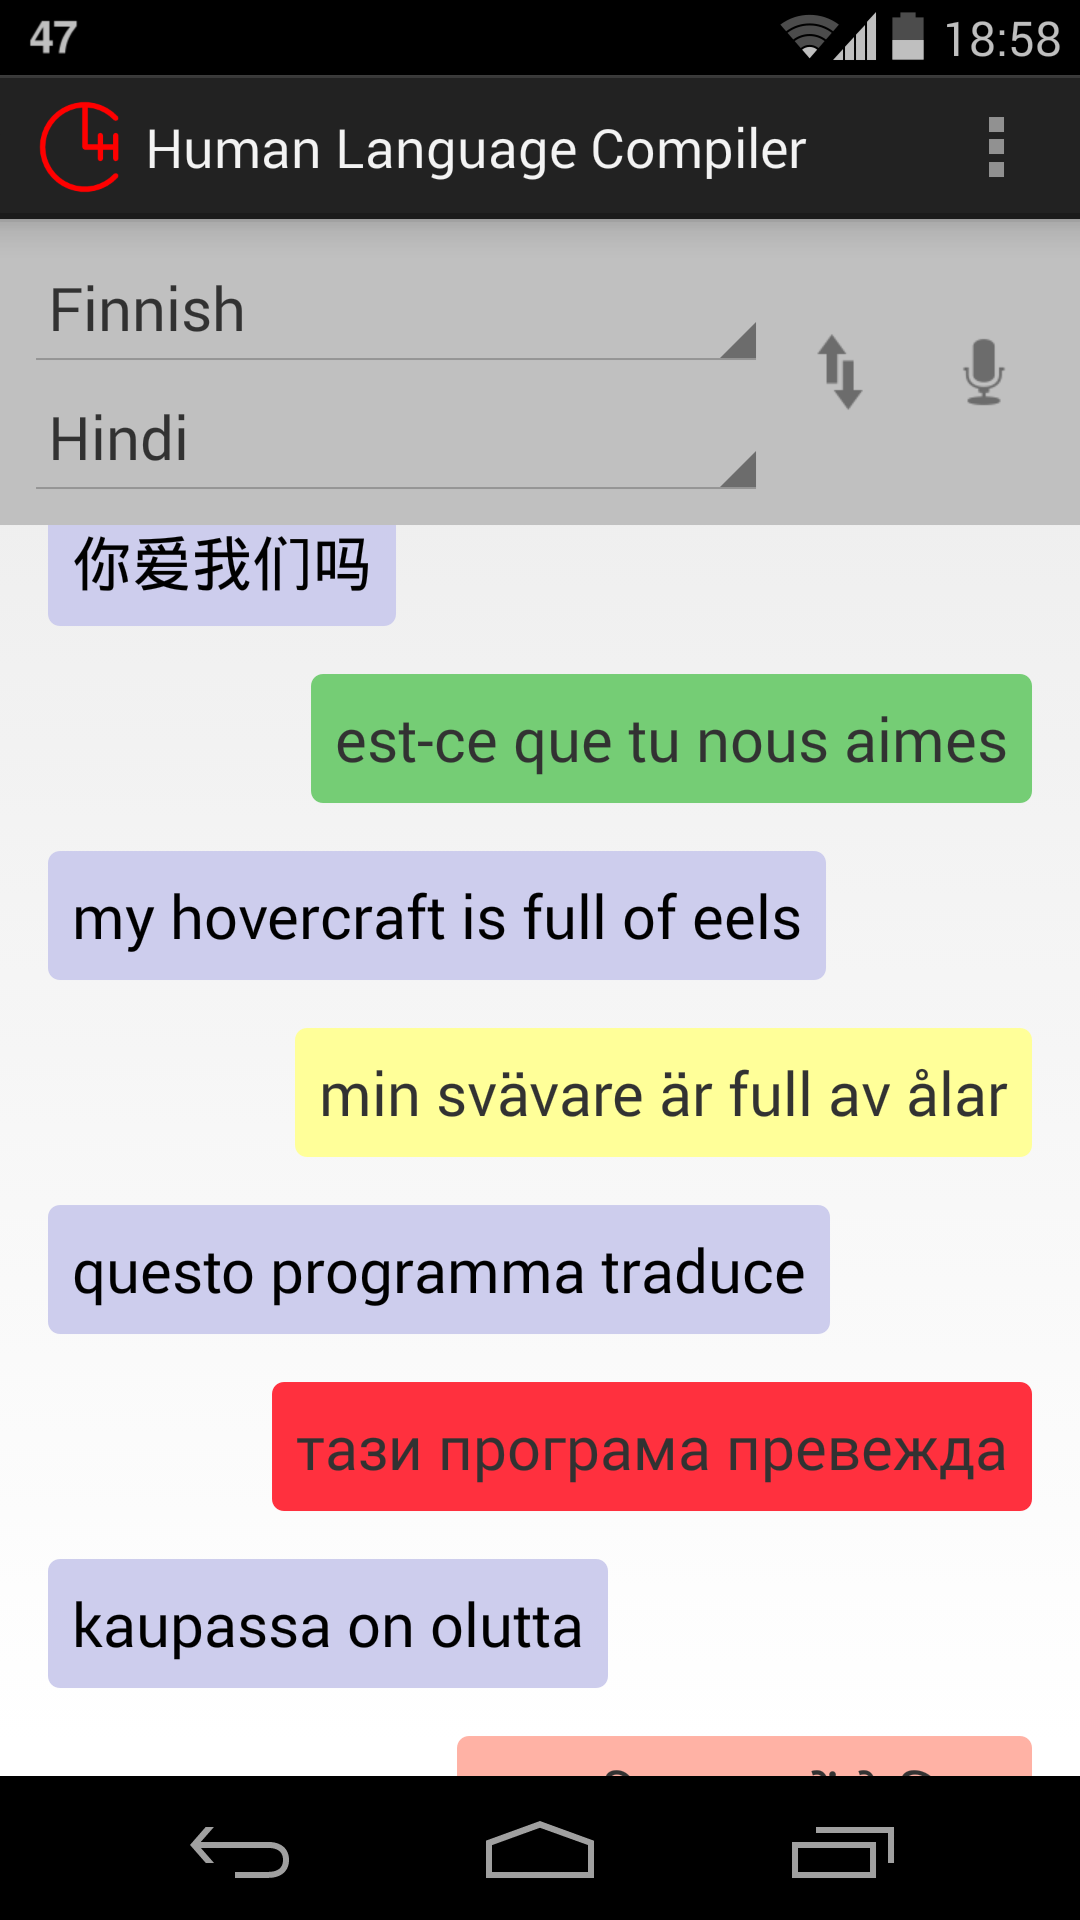 47
18:58
Human Language Compiler
Finnish
Hindi
你爱我们吗
est-ce que tu nous aimes
my hovercraft is full of eels
min svävare är full av ålar
questo programma traduce
тази програма превежда
kaupassa on olutta